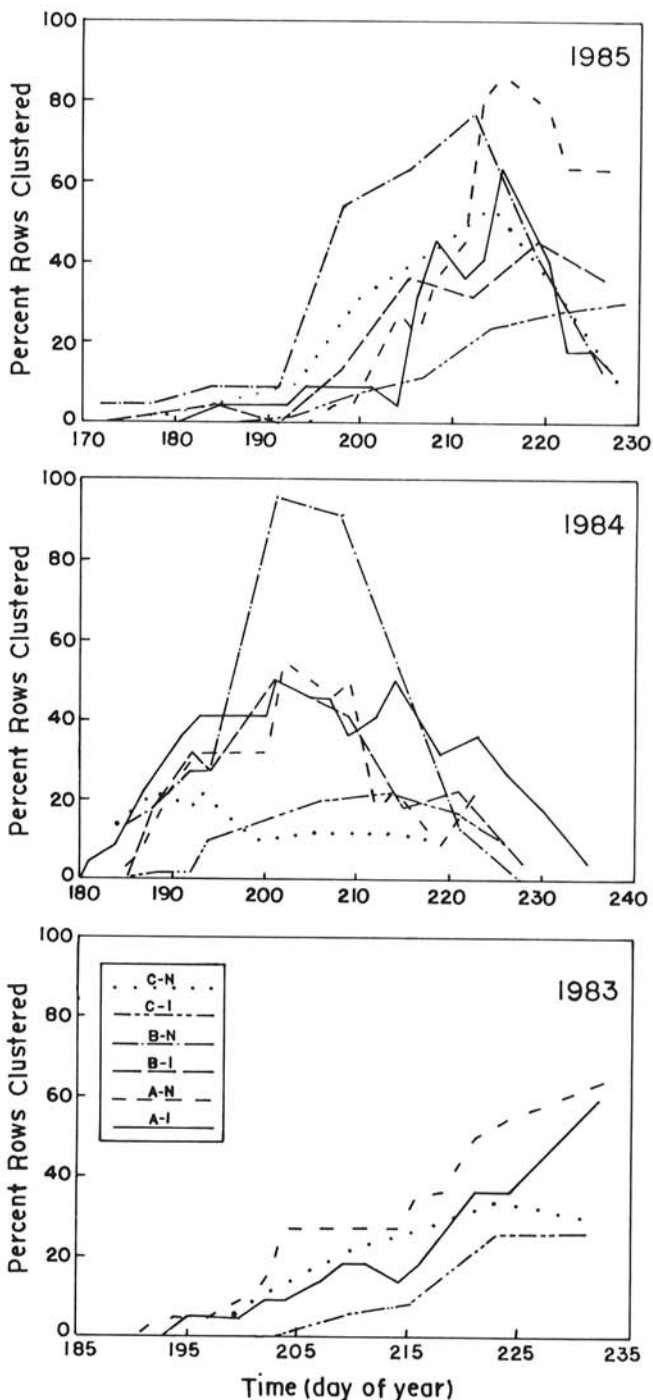 Percent Rows Clustered
100
80
60
40
20
0
1985
170 180 190 200 210 220 230
Percent Rows Clustered
100
80
60
40
20
0
1984
180 190 200 210 220 230 240
Percent Rows Clustered
100
80
60
40
20
0
1983
C-N
C-I
B-N
B-I
A-N
A-I
185 195 205 215 225 235
Time (day of year)